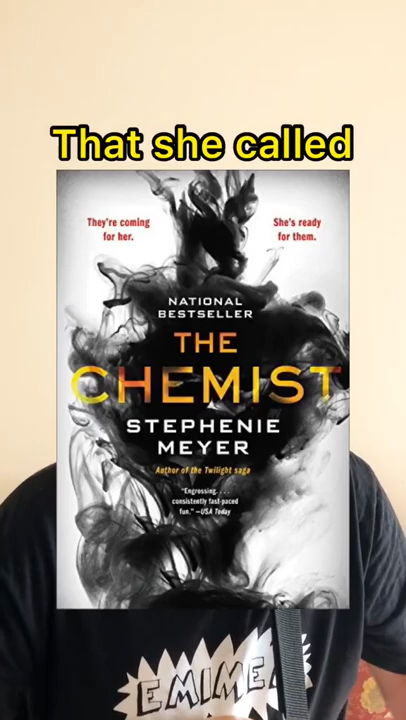 That she called
They're coming
for her.
She's ready
for them.
NATIONAL
BESTSELLER
THE
CHEMIST
STEPHENIE
MEYER
Author of the Twilight saga
"Engrossing. . . .
consistently fast-paced
fun." —USA Today